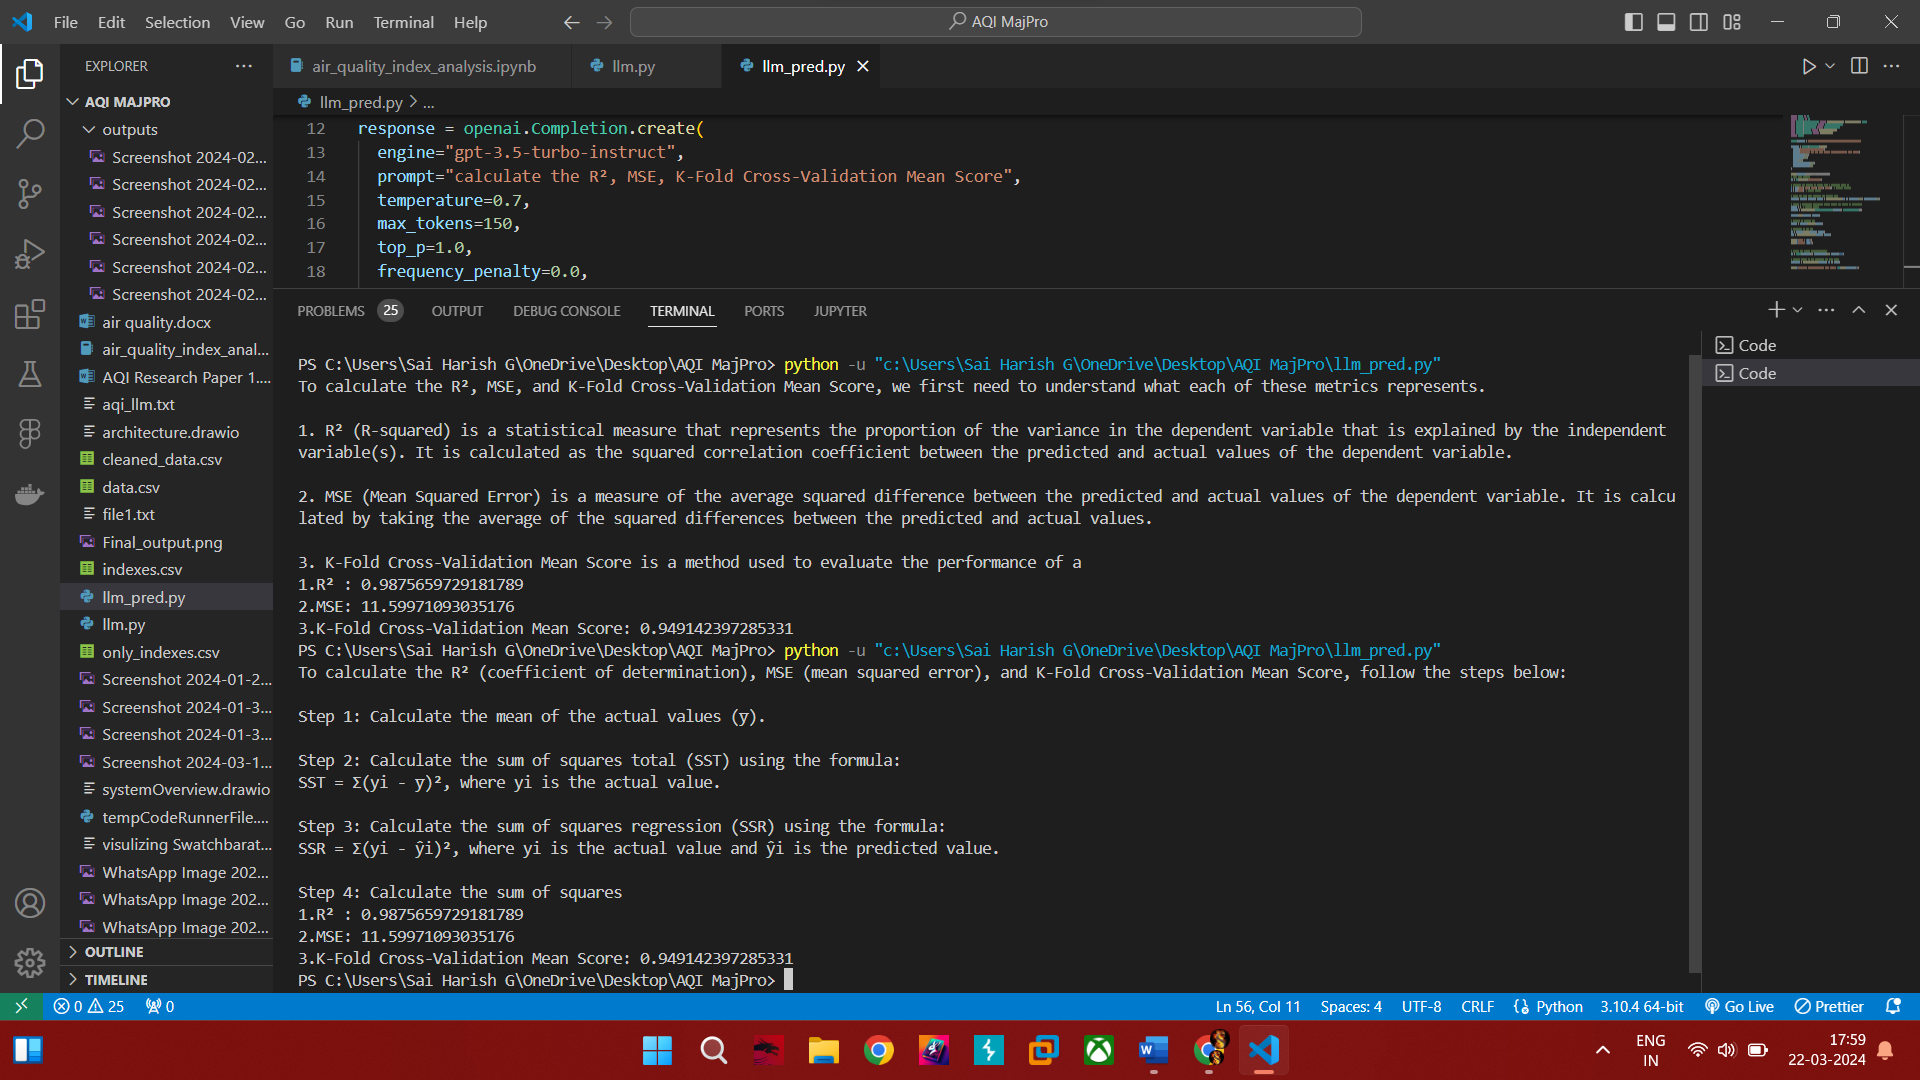 File Edit Selection View Go Run Terminal Help
AQI MajPro
EXPLORER
AQI MAJPRO
outputs
Screenshot 2024-02...
Screenshot 2024-02...
Screenshot 2024-02...
Screenshot 2024-02...
Screenshot 2024-02...
Screenshot 2024-02...
air quality.docx
air_quality_index_anal...
AQI Research Paper 1....
aqi_llm.txt
architecture.drawio
cleaned_data.csv
data.csv
file1.txt
Final_output.png
indexes.csv
llm_pred.py
llm.py
only_indexes.csv
Screenshot 2024-01-2...
Screenshot 2024-01-3...
Screenshot 2024-01-3...
Screenshot 2024-03-1...
systemOverview.drawio
tempCodeRunnerFile....
visulizing Swatchbarat...
WhatsApp Image 202...
WhatsApp Image 202...
WhatsApp Image 202...
OUTLINE
TIMELINE
air_quality_index_analysis.ipynb llm.py llm_pred.py
llm_pred.py > ...
12 response = openai.Completion.create(
13 engine="gpt-3.5-turbo-instruct",
14 prompt="calculate the R², MSE, K-Fold Cross-Validation Mean Score",
15 temperature=0.7,
16 max_tokens=150,
17 top_p=1.0,
18 frequency_penalty=0.0,
PROBLEMS 25 OUTPUT DEBUG CONSOLE TERMINAL PORTS JUPYTER
Code
Code
PS C:\Users\Sai Harish G\OneDrive\Desktop\AQI MajPro> python -u "c:\Users\Sai Harish G\OneDrive\Desktop\AQI MajPro\llm_pred.py"
To calculate the R², MSE, and K-Fold Cross-Validation Mean Score, we first need to understand what each of these metrics represents.
1. R² (R-squared) is a statistical measure that represents the proportion of the variance in the dependent variable that is explained by the independent
variable(s). It is calculated as the squared correlation coefficient between the predicted and actual values of the dependent variable.
2. MSE (Mean Squared Error) is a measure of the average squared difference between the predicted and actual values of the dependent variable. It is calcu
lated by taking the average of the squared differences between the predicted and actual values.
3. K-Fold Cross-Validation Mean Score is a method used to evaluate the performance of a
1.R² : 0.9875659729181789
2.MSE: 11.59971093035176
3.K-Fold Cross-Validation Mean Score: 0.949142397285331
PS C:\Users\Sai Harish G\OneDrive\Desktop\AQI MajPro> python -u "c:\Users\Sai Harish G\OneDrive\Desktop\AQI MajPro\llm_pred.py"
To calculate the R² (coefficient of determination), MSE (mean squared error), and K-Fold Cross-Validation Mean Score, follow the steps below:
Step 1: Calculate the mean of the actual values (y̅).
Step 2: Calculate the sum of squares total (SST) using the formula:
SST = Σ(yi - y̅)², where yi is the actual value.
Step 3: Calculate the sum of squares regression (SSR) using the formula:
SSR = Σ(yi - ŷi)², where yi is the actual value and ŷi is the predicted value.
Step 4: Calculate the sum of squares
1.R² : 0.9875659729181789
2.MSE: 11.59971093035176
3.K-Fold Cross-Validation Mean Score: 0.949142397285331
PS C:\Users\Sai Harish G\OneDrive\Desktop\AQI MajPro>
0 25 0 Ln 56, Col 11 Spaces: 4 UTF-8 CRLF Python 3.10.4 64-bit Go Live Prettier
ENG
IN
17:59
22-03-2024